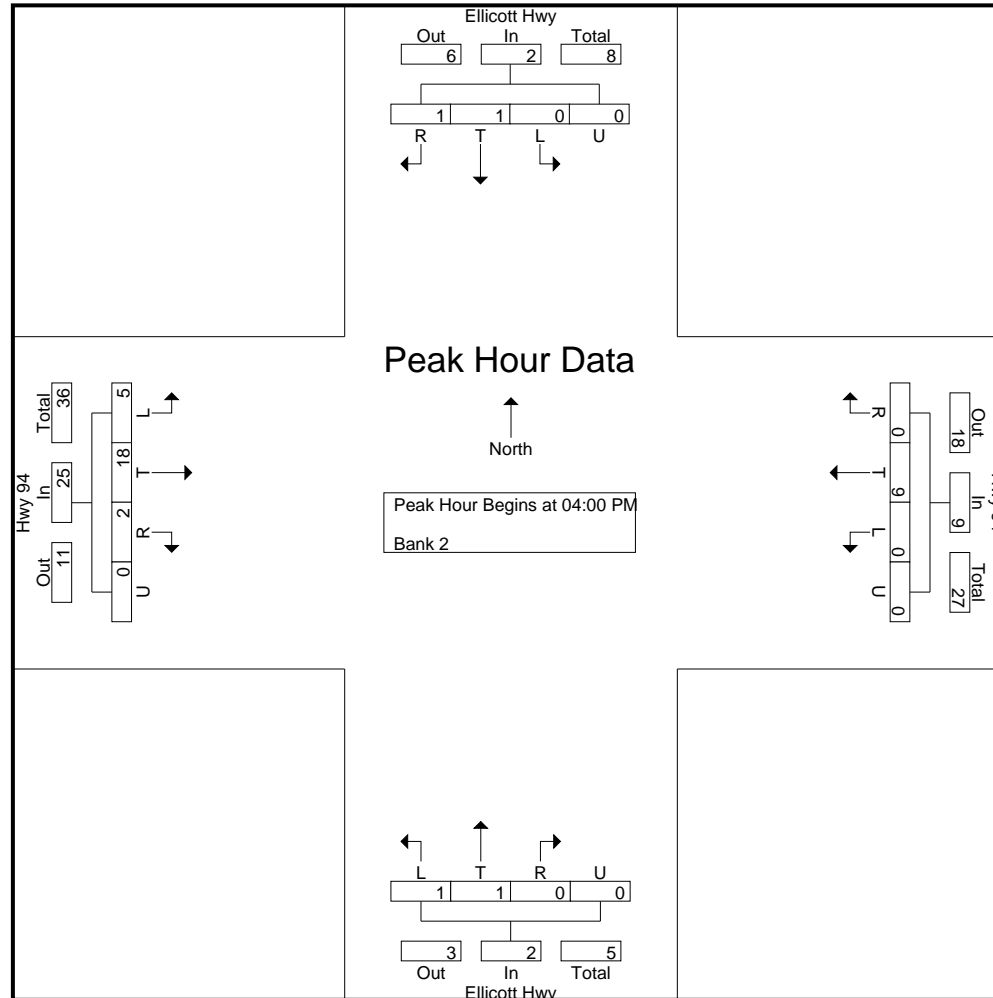 Ellicott Hwy
Out In Total
6 2 8
1 1 0 0
R T L U
Peak Hour Data
North
Peak Hour Begins at 04:00 PM
Bank 2
Hwy 94
Total In Out
36 25 11
5 18 2 0
L T R U
Out In Total
18 9 27
R T L U
0 9 0 0
L T R U
1 1 0 0
3 2 5
Out In Total
Ellicott Hwy